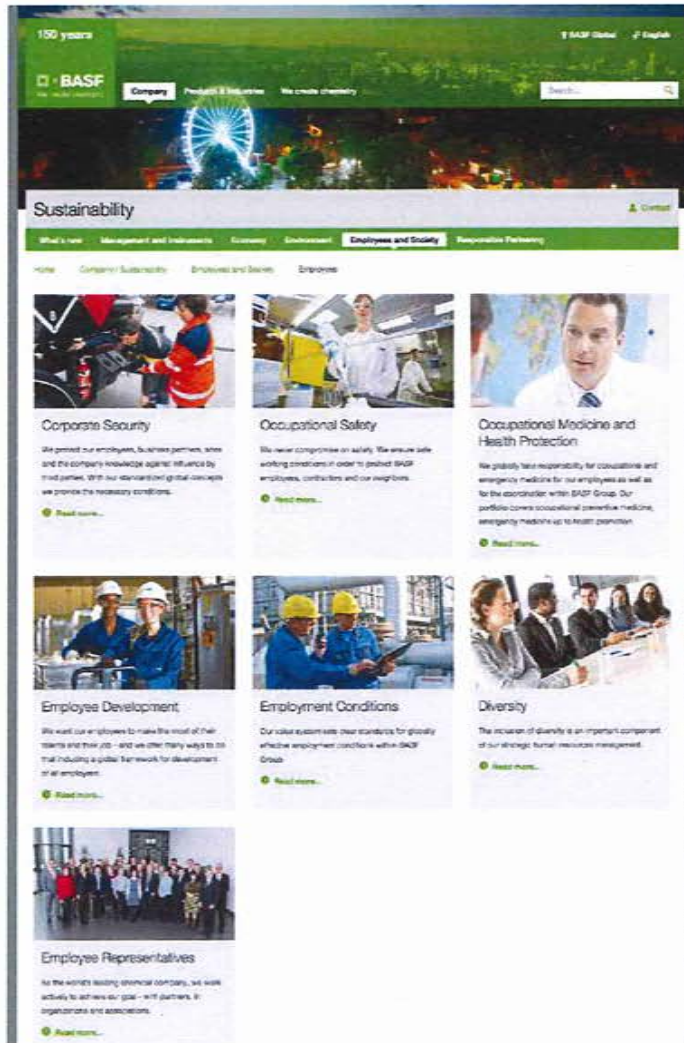 150 years
BASF Global English
BASF
We create chemistry
Company Products & Industries We create chemistry
Search...
Sustainability
Contact
What's new Management and Instruments Economy Environment Employees and Society Responsible Partnering
Home Company / Sustainability Employees and Society Employees
Corporate Security
We protect our employees, business partners, sites
and the company knowledge against influence by
third parties. With our standardized global concepts
we provide the necessary conditions.
Read more...
Occupational Safety
We never compromise on safety. We ensure safe
working conditions in order to protect BASF
employees, contractors and our neighbors.
Read more...
Occupational Medicine and
Health Protection
We globally take responsibility for occupational and
emergency medicine for our employees as well as
for the coordination within BASF Group. Our
portfolio covers occupational preventive medicine,
emergency medicine up to health promotion.
Read more...
Employee Development
We want our employees to make the most of their
talents and their job – and we offer many ways to do
that including a global framework for development
of all employees.
Read more...
Employment Conditions
Our value system sets clear standards for globally
effective employment conditions within BASF
Group.
Read more...
Diversity
The inclusion of diversity is an important component
of our strategic human resources management.
Read more...
Employee Representatives
As the world's leading chemical company, we work
actively to achieve our goal – with partners, in
organizations and associations.
Read more...